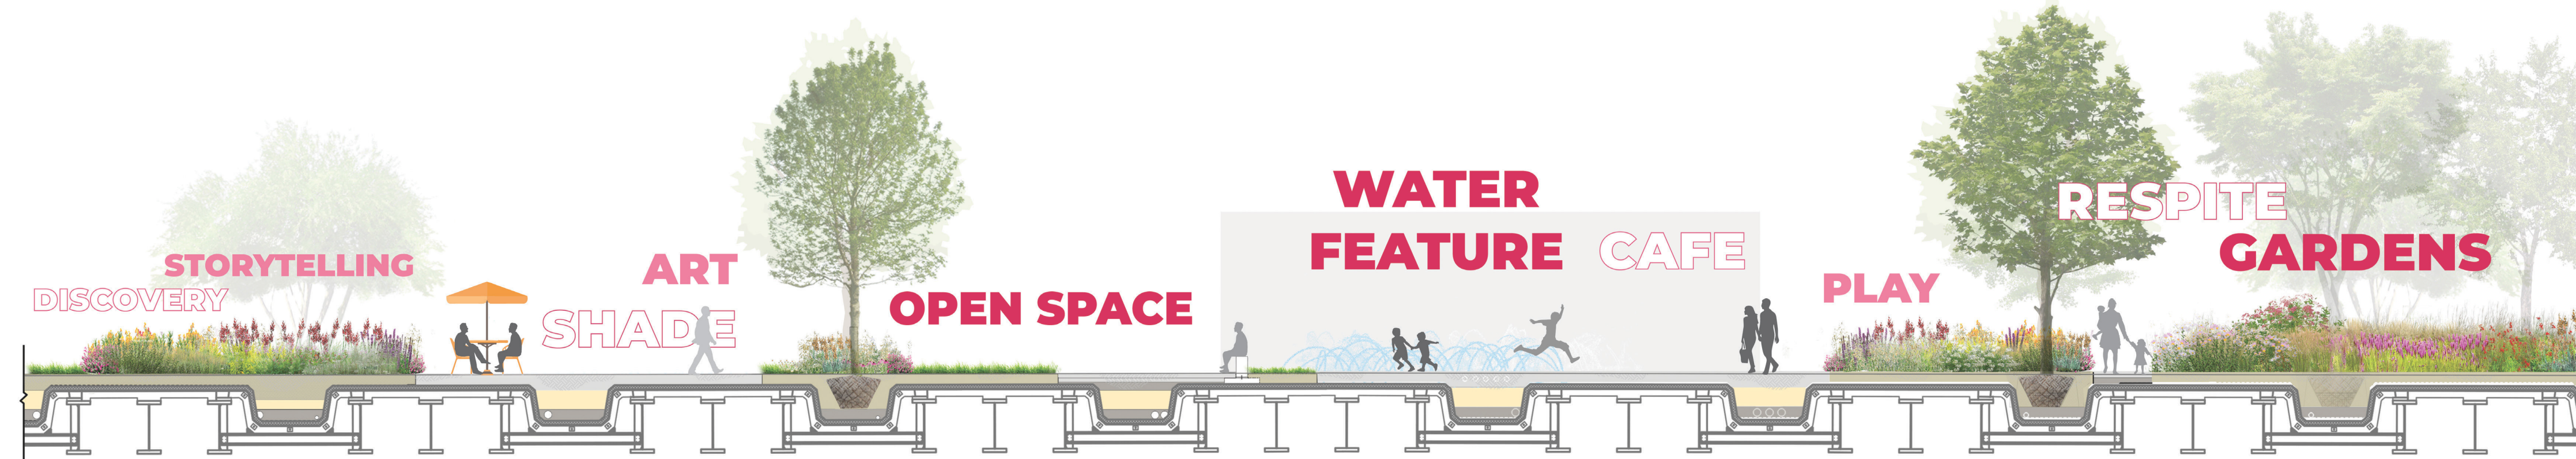 DISCOVERY
STORYTELLING
SHADE
ART
OPEN SPACE
WATER
FEATURE
CAFE
PLAY
RESPITE
GARDENS